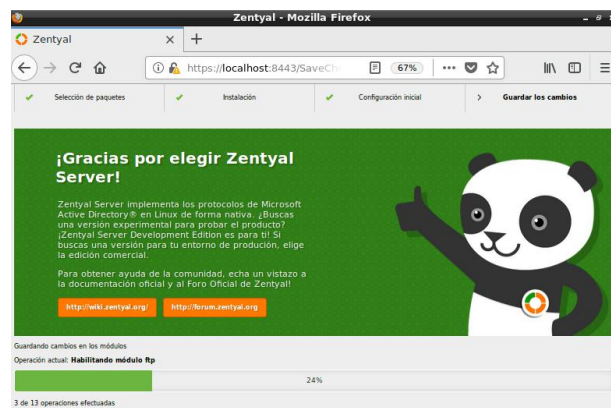 Zentyal - Mozilla Firefox
Zentyal
https://localhost:8443/SaveCh
67%
Selección de paquetes
Instalación
Configuración inicial
Guardar los cambios
¡Gracias por elegir Zentyal
Server!
Zentyal Server implementa los protocolos de Microsoft
Active Directory® en Linux de forma nativa. ¿Buscas
una versión experimental para probar el producto?
¡Zentyal Server Development Edition es para ti! Si
buscas una versión para tu entorno de produción, elige
la edición comercial.
Para obtener ayuda de la comunidad, echa un vistazo a
la documentación oficial y al Foro Oficial de Zentyal!
http://wiki.zentyal.org/
http://forum.zentyal.org
Guardando cambios en los módulos
Operación actual: Habilitando módulo ftp
24%
3 de 13 operaciones efectuadas